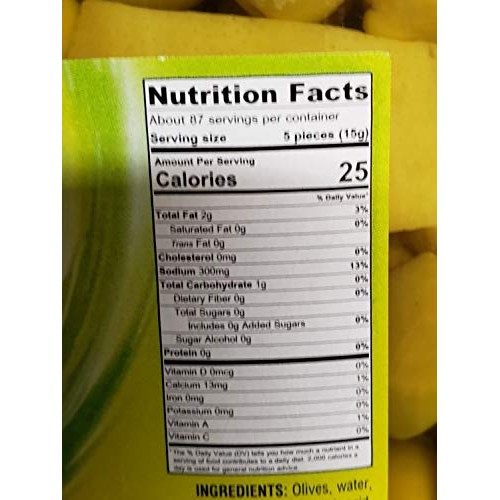 Nutrition Facts
About 87 servings per container
Serving size 5 pieces (15g)
Amount Per Serving
Calories 25
% Daily Value*
Total Fat 2g 3%
Saturated Fat 0g 0%
Trans Fat 0g
Cholesterol 0mg 0%
Sodium 300mg 13%
Total Carbohydrate 1g 0%
Dietary Fiber 0g 0%
Total Sugars 0g
Includes 0g Added Sugars 0%
Sugar Alcohol 0g
Protein 0g 0%
Vitamin D 0mcg 0%
Calcium 13mg 1%
Iron 0mg 0%
Potassium 0mg 0%
Vitamin A 1%
Vitamin C 0%
*The % Daily Value (DV) tells you how much a nutrient in a
serving of food contributes to a daily diet. 2,000 calories a
day is used for general nutrition advice.
INGREDIENTS: Olives, water,